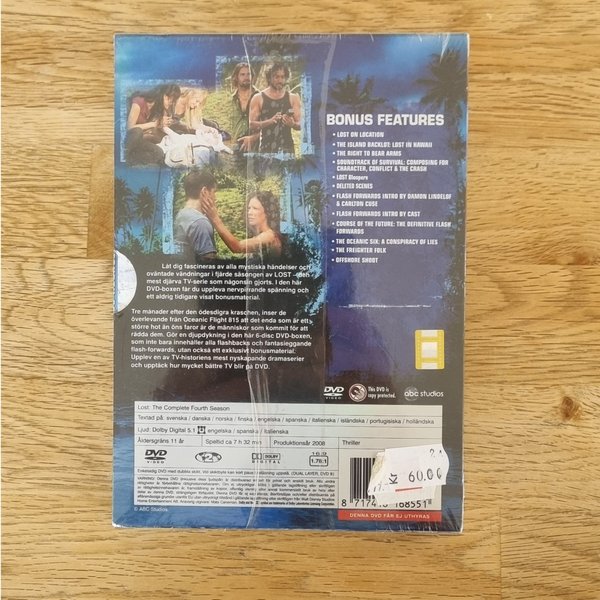 BONUS FEATURES
• LOST ON LOCATION
• THE ISLAND BACKLOT: LOST IN HAWAII
• THE RIGHT TO BEAR ARMS
• SOUNDTRACK OF SURVIVAL: COMPOSING FOR
CHARACTER, CONFLICT & THE CRASH
• LOST Bloopers
• DELETED SCENES
• FLASH FORWARDS INTRO BY DAMON LINDELOF
& CARLTON CUSE
• FLASH FORWARDS INTRO BY CAST
• COURSE OF THE FUTURE: THE DEFINITIVE FLASH
FORWARDS
• THE OCEANIC SIX: A CONSPIRACY OF LIES
• THE FREIGHTER FOLK
• OFFSHORE SHOOT
Låt dig fascineras av alla mystiska händelser och
oväntade vändningar i fjärde säsongen av LOST – den
mest djärva TV-serie som någonsin gjorts. I den här
DVD-boxen får du uppleva nervpirrande spänning och
ett aldrig tidigare visat bonusmaterial.
Tre månader efter den ödesdigra kraschen, inser de
överlevande från Oceanic Flight 815 att det enda som är ett
större hot än öns faror är de människor som kommit för att
rädda dem. Gör en djupdykning i den här 6-disc DVD-boxen,
som inte bara innehåller alla flashbacks och fantasieggande
flash-forwards, utan också ett exklusivt bonusmaterial.
Upplev en av TV-historiens mest nyskapande dramaserier
och upptäck hur mycket bättre TV blir på DVD.
DVD VIDEO This DVD is copy protected. abc studios
Lost: The Complete Fourth Season
Textad på: svenska / danska / norska / finska / engelska / spanska / italienska / isländska / portugisiska / holländska
Ljud: Dolby Digital 5.1 engelska / spanska / italienska
Åldersgräns 11 år Speltid ca 7 h 32 min Produktionsår 2008 Thriller
DVD VIDEO 2 DOLBY DIGITAL 16:9 1.78:1
Kr 60.00
8 717418 168551
DENNA DVD FÅR EJ UTHYRAS
© ABC Studios